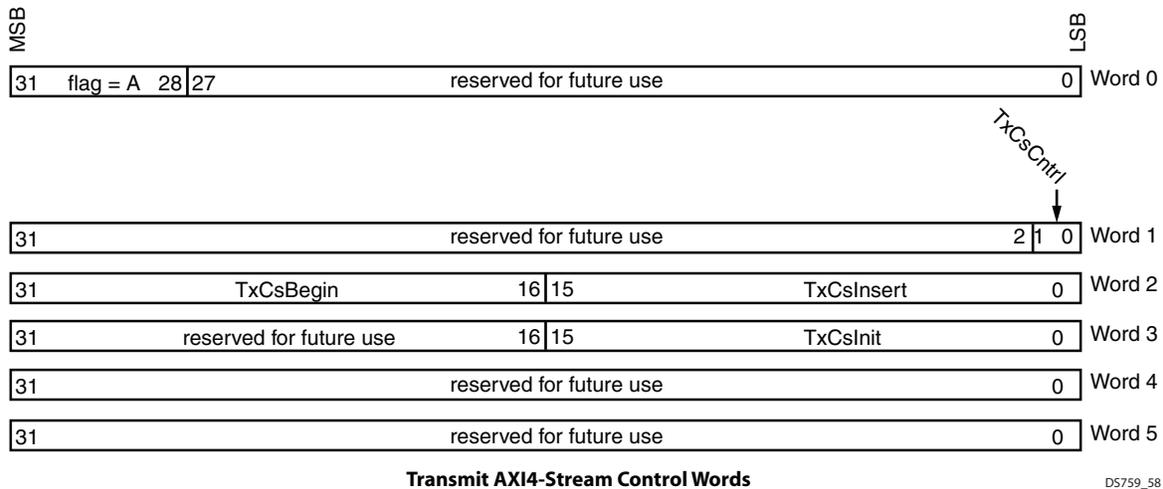 MSB LSB
31 flag = A 28 27 reserved for future use 0 Word 0
TxCsCntrl
31 reserved for future use 2 1 0 Word 1
31 TxCsBegin 16 15 TxCsInsert 0 Word 2
31 reserved for future use 16 15 TxCsInit 0 Word 3
31 reserved for future use 0 Word 4
31 reserved for future use 0 Word 5
Transmit AXI4-Stream Control Words
DS759_58